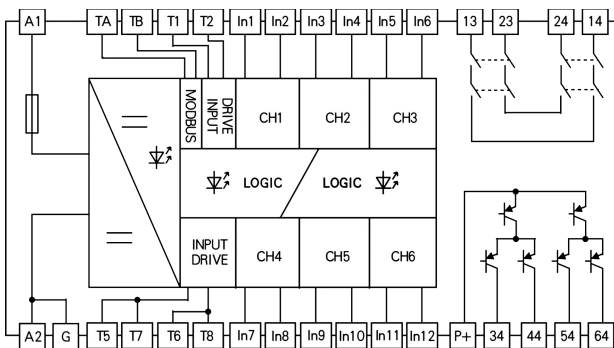 A1 TA TB T1 T2 In1 In2 In3 In4 In5 In6 13 23 24 14
MODBUS
DRIVE
INPUT
CH1 CH2 CH3
LOGIC LOGIC
INPUT
DRIVE
CH4 CH5 CH6
A2 G T5 T7 T6 T8 In7 In8 In9 In10 In11 In12 P+ 34 44 54 64